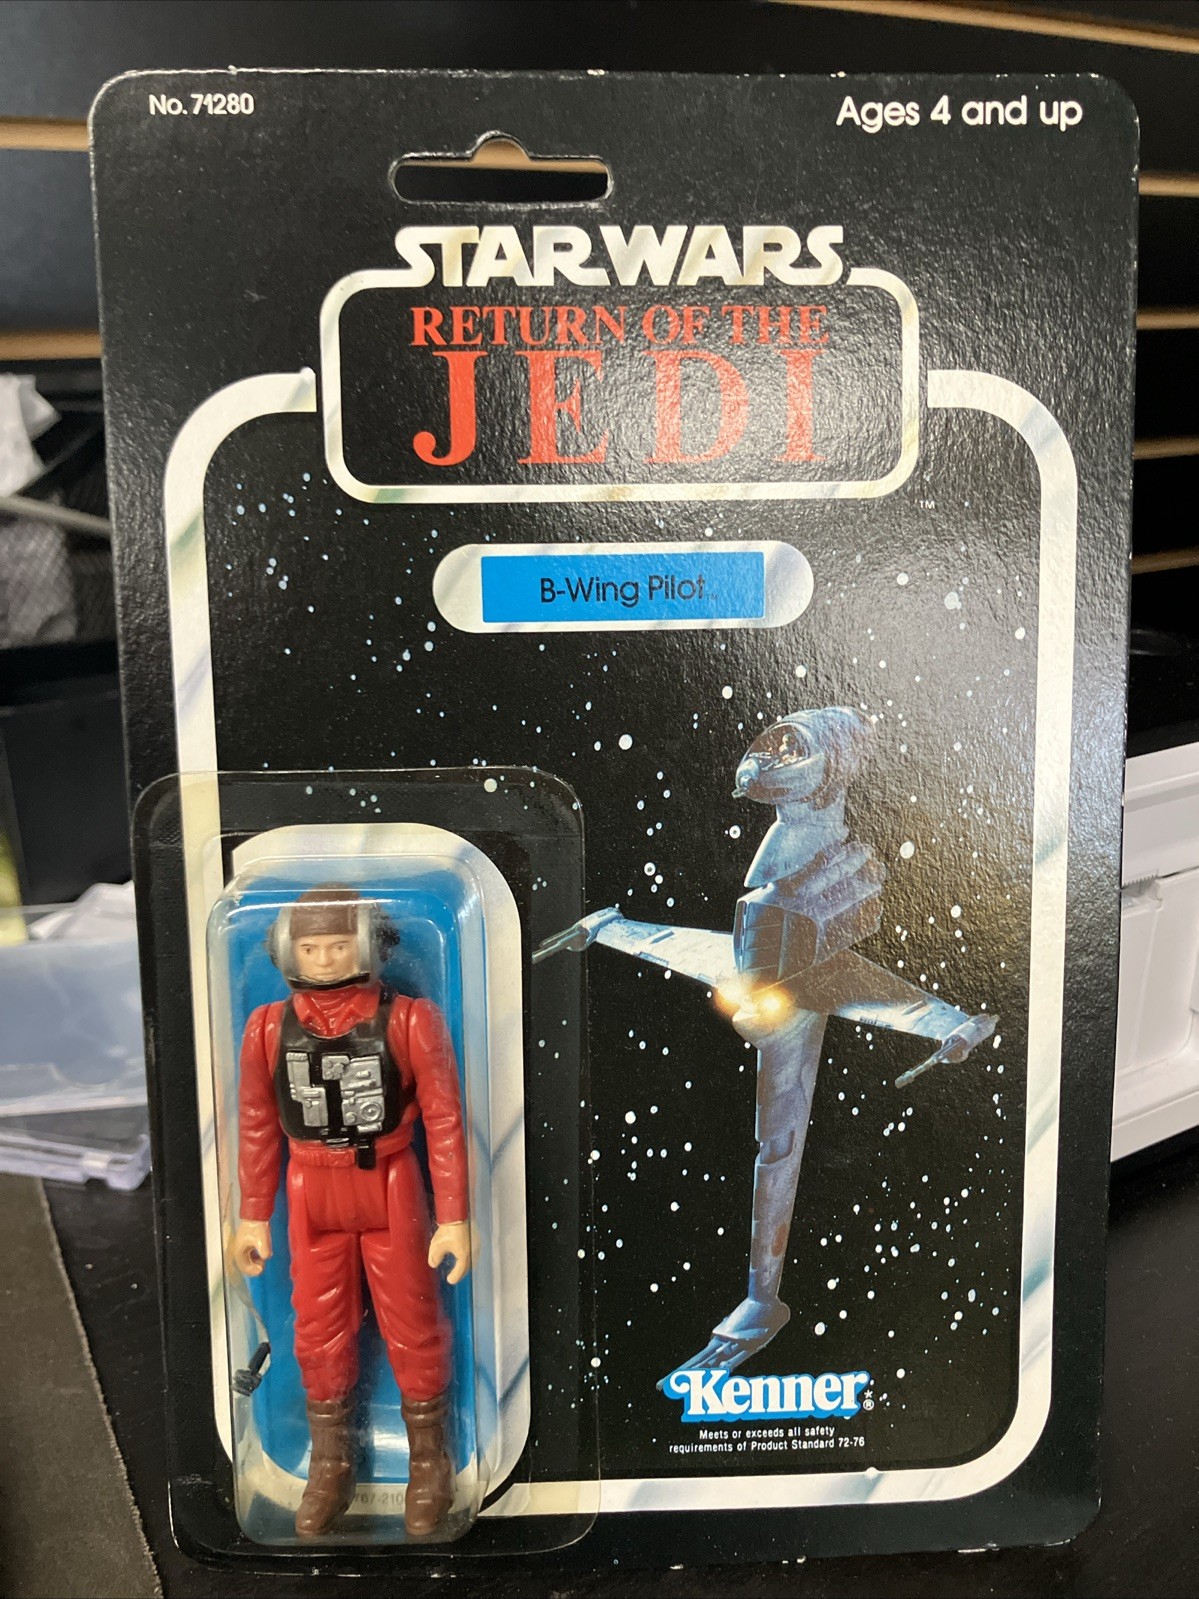 No. 71280
Ages 4 and up
STAR WARS
RETURN OF THE
JEDI
TM
B-Wing Pilot
Kenner®
Meets or exceeds all safety
requirements of Product Standard 72-76